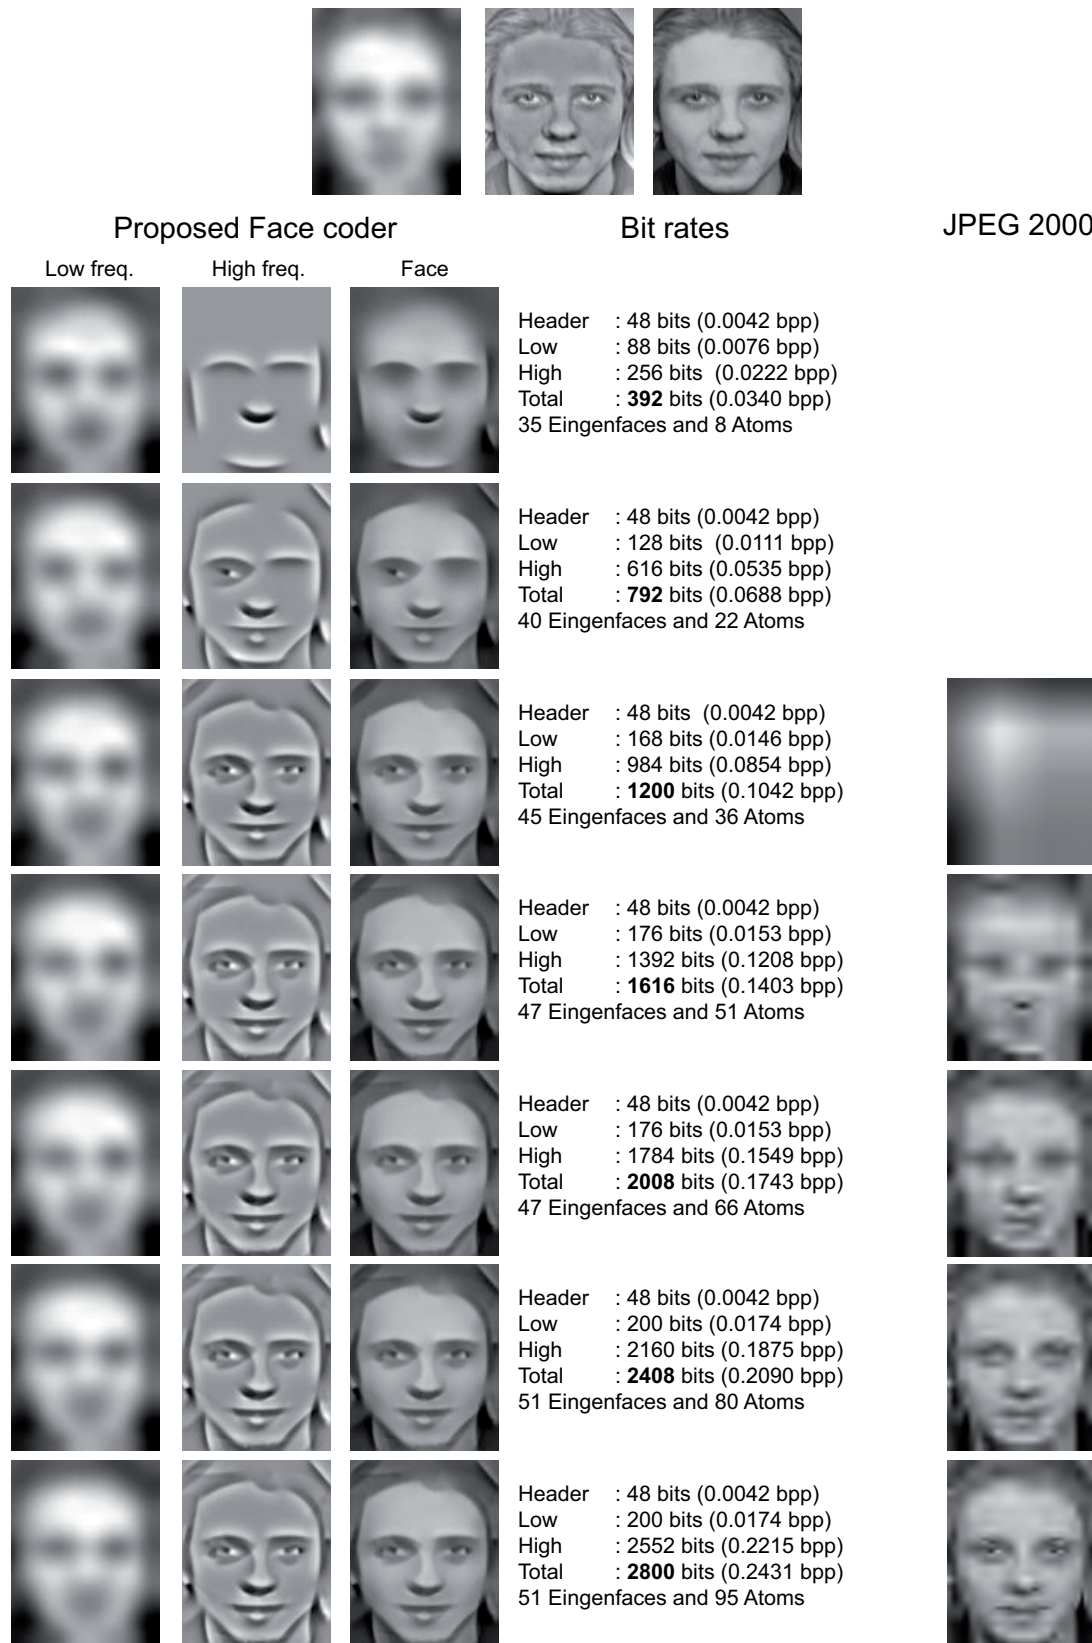 Proposed Face coder Bit rates JPEG 2000
Low freq. High freq. Face
Header : 48 bits (0.0042 bpp)
Low : 88 bits (0.0076 bpp)
High : 256 bits (0.0222 bpp)
Total : 392 bits (0.0340 bpp)
35 Eingenfaces and 8 Atoms
Header : 48 bits (0.0042 bpp)
Low : 128 bits (0.0111 bpp)
High : 616 bits (0.0535 bpp)
Total : 792 bits (0.0688 bpp)
40 Eingenfaces and 22 Atoms
Header : 48 bits (0.0042 bpp)
Low : 168 bits (0.0146 bpp)
High : 984 bits (0.0854 bpp)
Total : 1200 bits (0.1042 bpp)
45 Eingenfaces and 36 Atoms
Header : 48 bits (0.0042 bpp)
Low : 176 bits (0.0153 bpp)
High : 1392 bits (0.1208 bpp)
Total : 1616 bits (0.1403 bpp)
47 Eingenfaces and 51 Atoms
Header : 48 bits (0.0042 bpp)
Low : 176 bits (0.0153 bpp)
High : 1784 bits (0.1549 bpp)
Total : 2008 bits (0.1743 bpp)
47 Eingenfaces and 66 Atoms
Header : 48 bits (0.0042 bpp)
Low : 200 bits (0.0174 bpp)
High : 2160 bits (0.1875 bpp)
Total : 2408 bits (0.2090 bpp)
51 Eingenfaces and 80 Atoms
Header : 48 bits (0.0042 bpp)
Low : 200 bits (0.0174 bpp)
High : 2552 bits (0.2215 bpp)
Total : 2800 bits (0.2431 bpp)
51 Eingenfaces and 95 Atoms